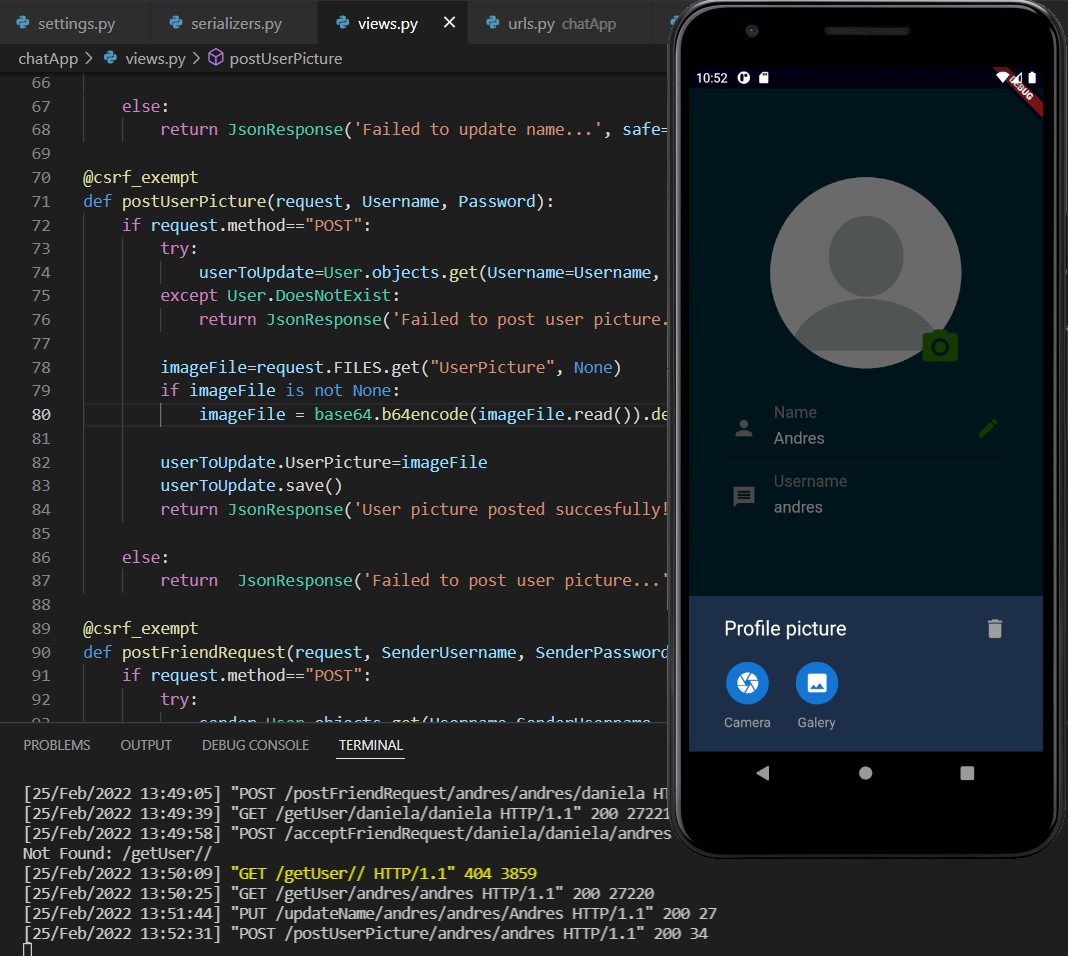 settings.py
serializers.py
views.py
urls.py chatApp
chatApp > views.py > postUserPicture
66
67 else:
68 return JsonResponse('Failed to update name...', safe=
69
70 @csrf_exempt
71 def postUserPicture(request, Username, Password):
72 if request.method=="POST":
73 try:
74 userToUpdate=User.objects.get(Username=Username,
75 except User.DoesNotExist:
76 return JsonResponse('Failed to post user picture.
77
78 imageFile=request.FILES.get("UserPicture", None)
79 if imageFile is not None:
80 imageFile = base64.b64encode(imageFile.read()).de
81
82 userToUpdate.UserPicture=imageFile
83 userToUpdate.save()
84 return JsonResponse('User picture posted succesfully!
85
86 else:
87 return JsonResponse('Failed to post user picture...'
88
89 @csrf_exempt
90 def postFriendRequest(request, SenderUsername, SenderPassword
91 if request.method=="POST":
92 try:
93 sender=User.objects.get(Username=SenderUsername,
PROBLEMS OUTPUT DEBUG CONSOLE TERMINAL
[25/Feb/2022 13:49:05] "POST /postFriendRequest/andres/andres/daniela HT
[25/Feb/2022 13:49:39] "GET /getUser/daniela/daniela HTTP/1.1" 200 27221
[25/Feb/2022 13:49:58] "POST /acceptFriendRequest/daniela/daniela/andres
Not Found: /getUser//
[25/Feb/2022 13:50:09] "GET /getUser// HTTP/1.1" 404 3859
[25/Feb/2022 13:50:25] "GET /getUser/andres/andres HTTP/1.1" 200 27220
[25/Feb/2022 13:51:44] "PUT /updateName/andres/andres/Andres HTTP/1.1" 200 27
[25/Feb/2022 13:52:31] "POST /postUserPicture/andres/andres HTTP/1.1" 200 34
10:52
DEBUG
Name
Andres
Username
andres
Profile picture
Camera
Galery